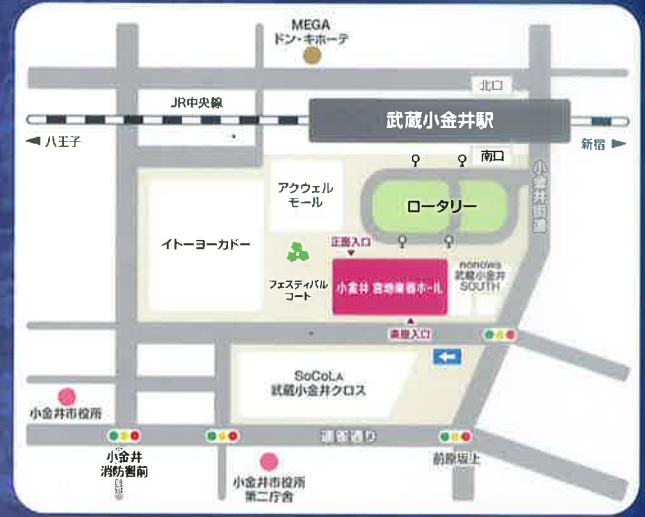 MEGA
ドン・キホーテ
北口
JR中央線
武蔵小金井駅
八王子
新宿
南口
小金井街道
アクウェル
モール
ロータリー
イトーヨーカドー
正面入口
フェスティバル
コート
小金井 宮地楽器ホール
nonowa
武蔵小金井
SOUTH
楽屋入口
SoCoLA
武蔵小金井クロス
小金井市役所
連雀通り
小金井
消防署前
前原坂上
小金井市役所
第二庁舎